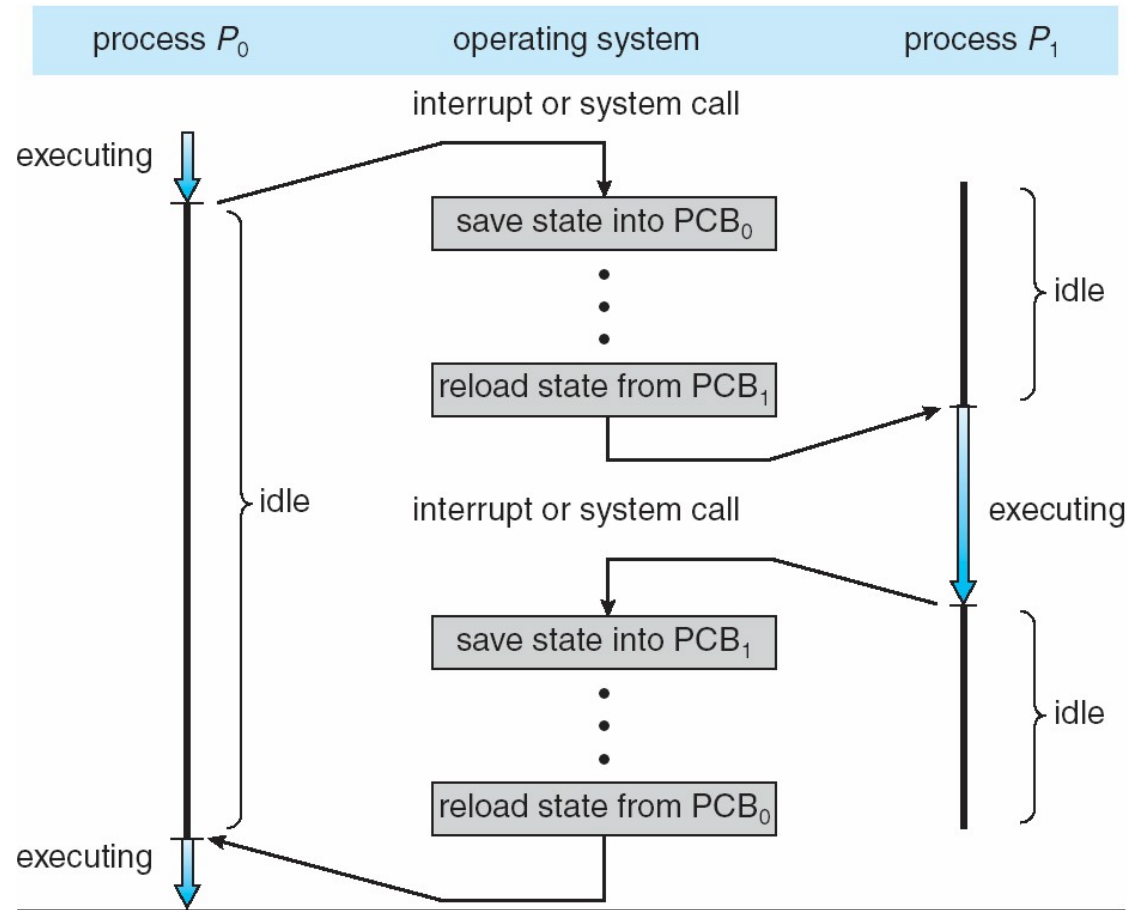 process P₀ operating system process P₁
interrupt or system call
executing
save state into PCB₀
idle
reload state from PCB₁
idle
interrupt or system call
executing
save state into PCB₁
idle
reload state from PCB₀
executing